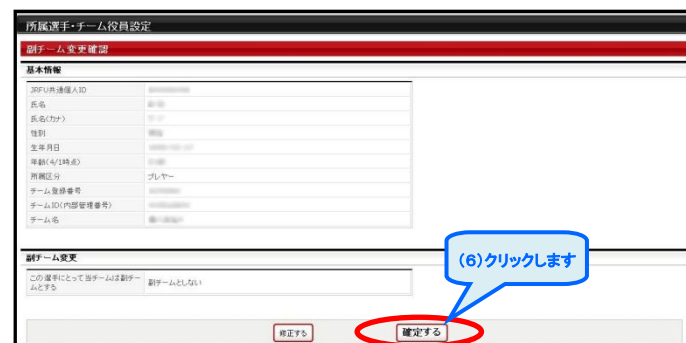 所属選手・チーム役員設定
副チーム変更確認
基本情報
JRFU共通個人ID
氏名
氏名(カナ)
性別
生年月日
年齢(4/1時点)
所属区分 プレヤー
チーム登録番号
チームID(内部管理番号)
チーム名
副チーム変更
(6)クリックします
この選手にとって当チームは副チー
ムとする
副チームとしない
修正する 確定する